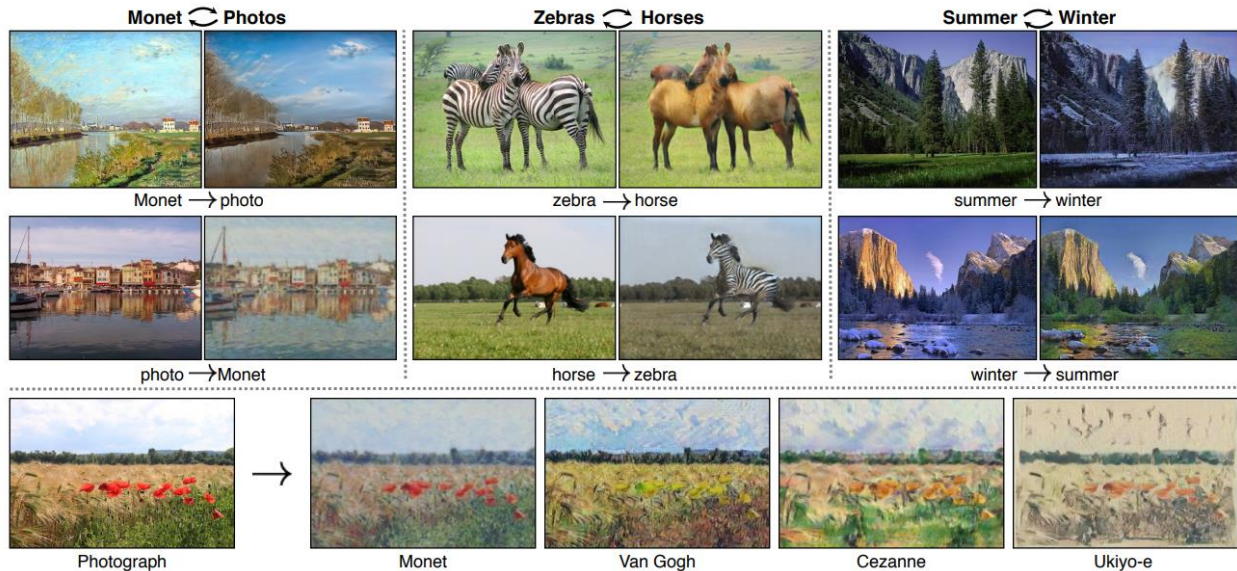 Monet ⇄ Photos
Zebras ⇄ Horses
Summer ⇄ Winter
Monet → photo
zebra → horse
summer → winter
photo → Monet
horse → zebra
winter → summer
Photograph
→
Monet
Van Gogh
Cezanne
Ukiyo-e